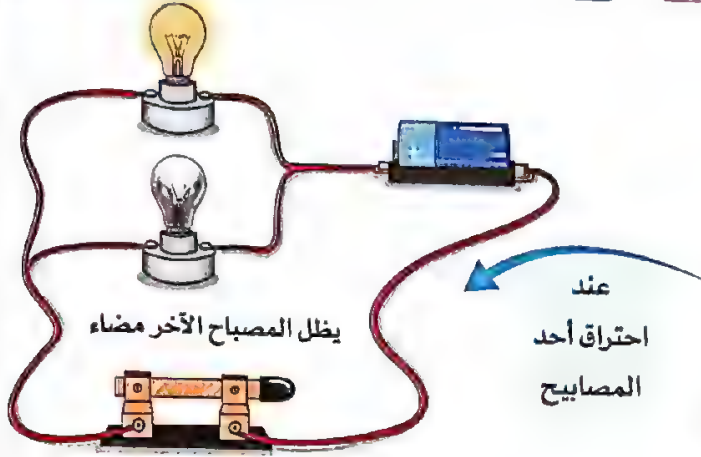 يظل المصباح الآخر مضاء
عند
احتراق أحد
المصابيح